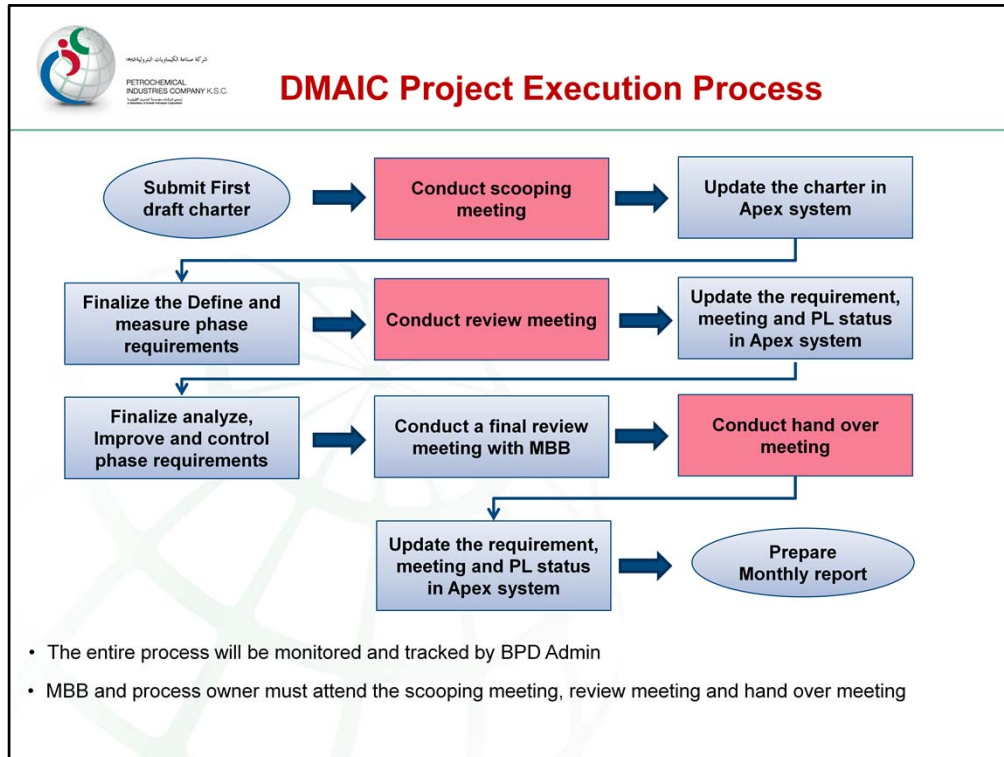 شركة صناعة الكيماويات البترولية
PETROCHEMICAL
INDUSTRIES COMPANY K.S.C.
DMAIC Project Execution Process
Submit First
draft charter
Conduct scooping
meeting
Update the charter in
Apex system
Finalize the Define and
measure phase
requirements
Conduct review meeting
Update the requirement,
meeting and PL status
in Apex system
Finalize analyze,
Improve and control
phase requirements
Conduct a final review
meeting with MBB
Conduct hand over
meeting
Update the requirement,
meeting and PL status
in Apex system
Prepare
Monthly report
• The entire process will be monitored and tracked by BPD Admin
• MBB and process owner must attend the scooping meeting, review meeting and hand over meeting